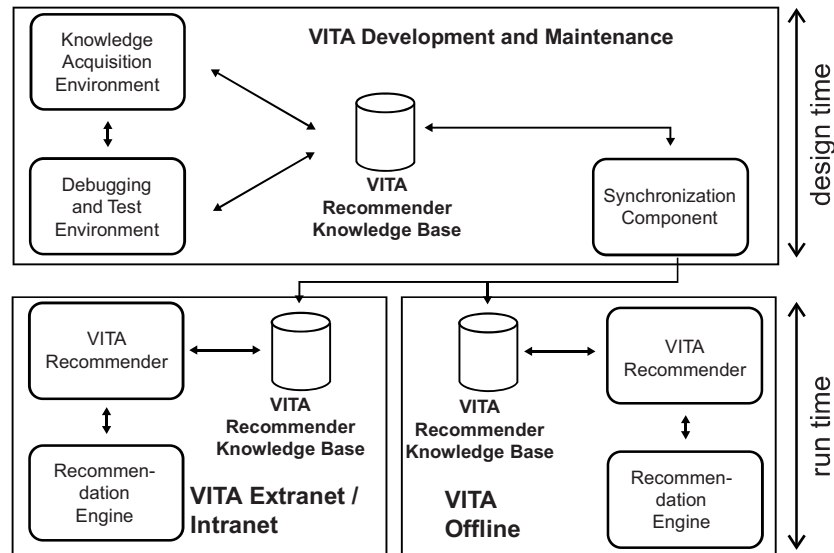 Knowledge
Acquisition
Environment
VITA Development and Maintenance
Debugging
and Test
Environment
VITA
Recommender
Knowledge Base
Synchronization
Component
design time
VITA
Recommender
VITA
Recommender
Knowledge Base
Recommen-
dation
Engine
VITA Extranet /
Intranet
VITA
Recommender
Knowledge Base
VITA
Recommender
VITA
Offline
Recommen-
dation
Engine
run time